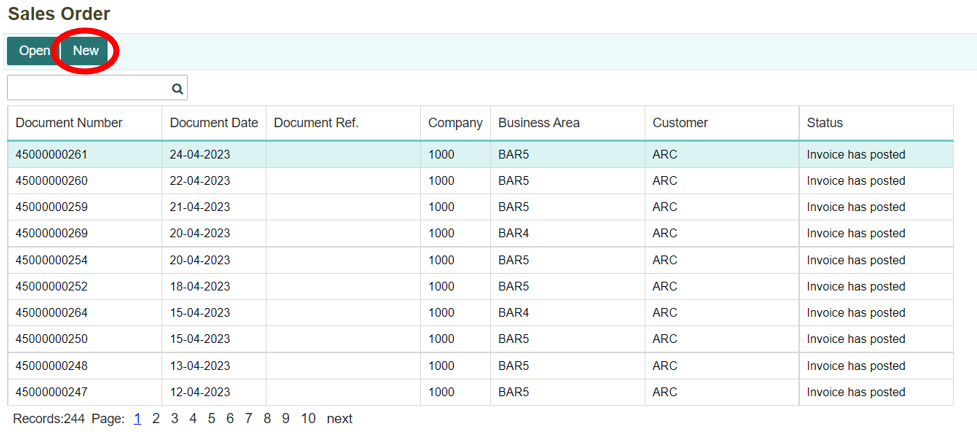 Sales Order
Open New
Document Number Document Date Document Ref. Company Business Area Customer Status
45000000261 24-04-2023 1000 BAR5 ARC Invoice has posted
45000000260 22-04-2023 1000 BAR5 ARC Invoice has posted
45000000259 21-04-2023 1000 BAR5 ARC Invoice has posted
45000000269 20-04-2023 1000 BAR4 ARC Invoice has posted
45000000254 20-04-2023 1000 BAR5 ARC Invoice has posted
45000000252 18-04-2023 1000 BAR5 ARC Invoice has posted
45000000264 15-04-2023 1000 BAR4 ARC Invoice has posted
45000000250 15-04-2023 1000 BAR5 ARC Invoice has posted
45000000248 13-04-2023 1000 BAR5 ARC Invoice has posted
45000000247 12-04-2023 1000 BAR5 ARC Invoice has posted
Records:244 Page: 1 2 3 4 5 6 7 8 9 10 next